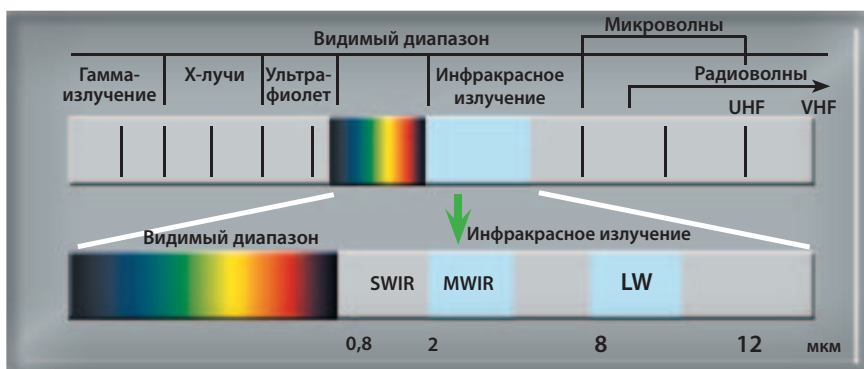 Видимый диапазон
Микроволны
Гамма-
излучение
Х-лучи
Ультра-
фиолет
Инфракрасное
излучение
Радиоволны
UHF
VHF
Видимый диапазон
Инфракрасное излучение
SWIR
MWIR
LW
0,8
2
8
12
мкм